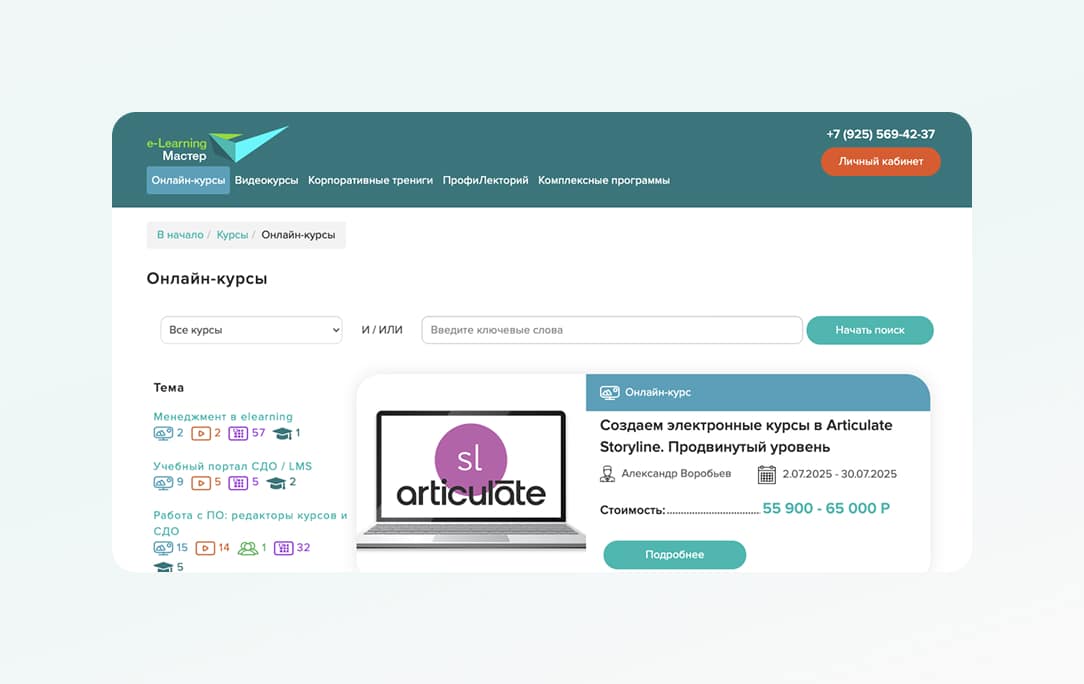 e-Learning
Мастер
+7 (925) 569-42-37
Личный кабинет
Онлайн-курсы Видеокурсы Корпоративные трениги ПрофиЛекторий Комплексные программы
В начало / Курсы / Онлайн-курсы
Онлайн-курсы
Все курсы И / ИЛИ Введите ключевые слова Начать поиск
Тема
Менеджмент в elearning
2 2 57 1
Учебный портал СДО / LMS
9 5 5 2
Работа с ПО: редакторы курсов и
СДО
15 14 1 32
5
sl
articulate
Онлайн-курс
Создаем электронные курсы в Articulate
Storyline. Продвинутый уровень
Александр Воробьев 2.07.2025 - 30.07.2025
Стоимость:............................... 55 900 - 65 000 Р
Подробнее